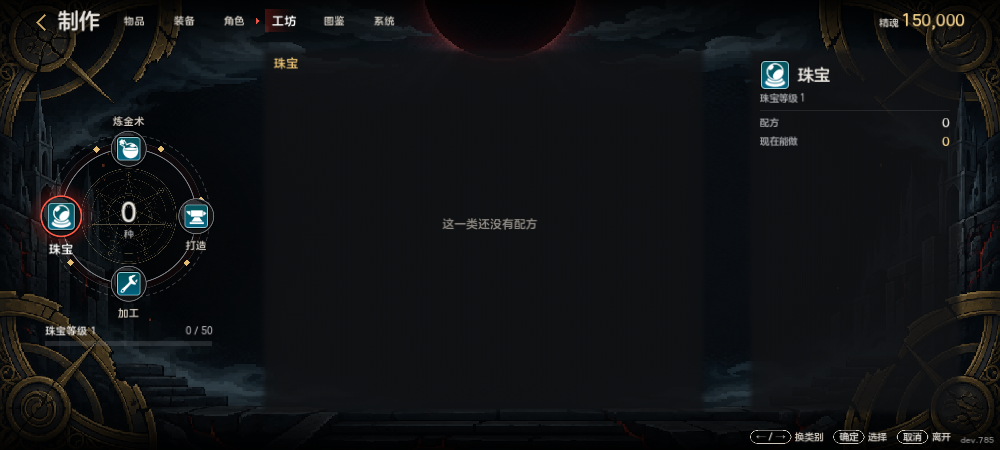 制作 物品 装备 角色 工坊 图鉴 系统 精魂 150,000
珠宝
珠宝
珠宝等级 1
配方 0
现在能做 0
炼金术
0
种
珠宝
打造
加工
珠宝等级 1 0 / 50
这一类还没有配方
←/→ 换类别 确定 选择 取消 离开 dev.785